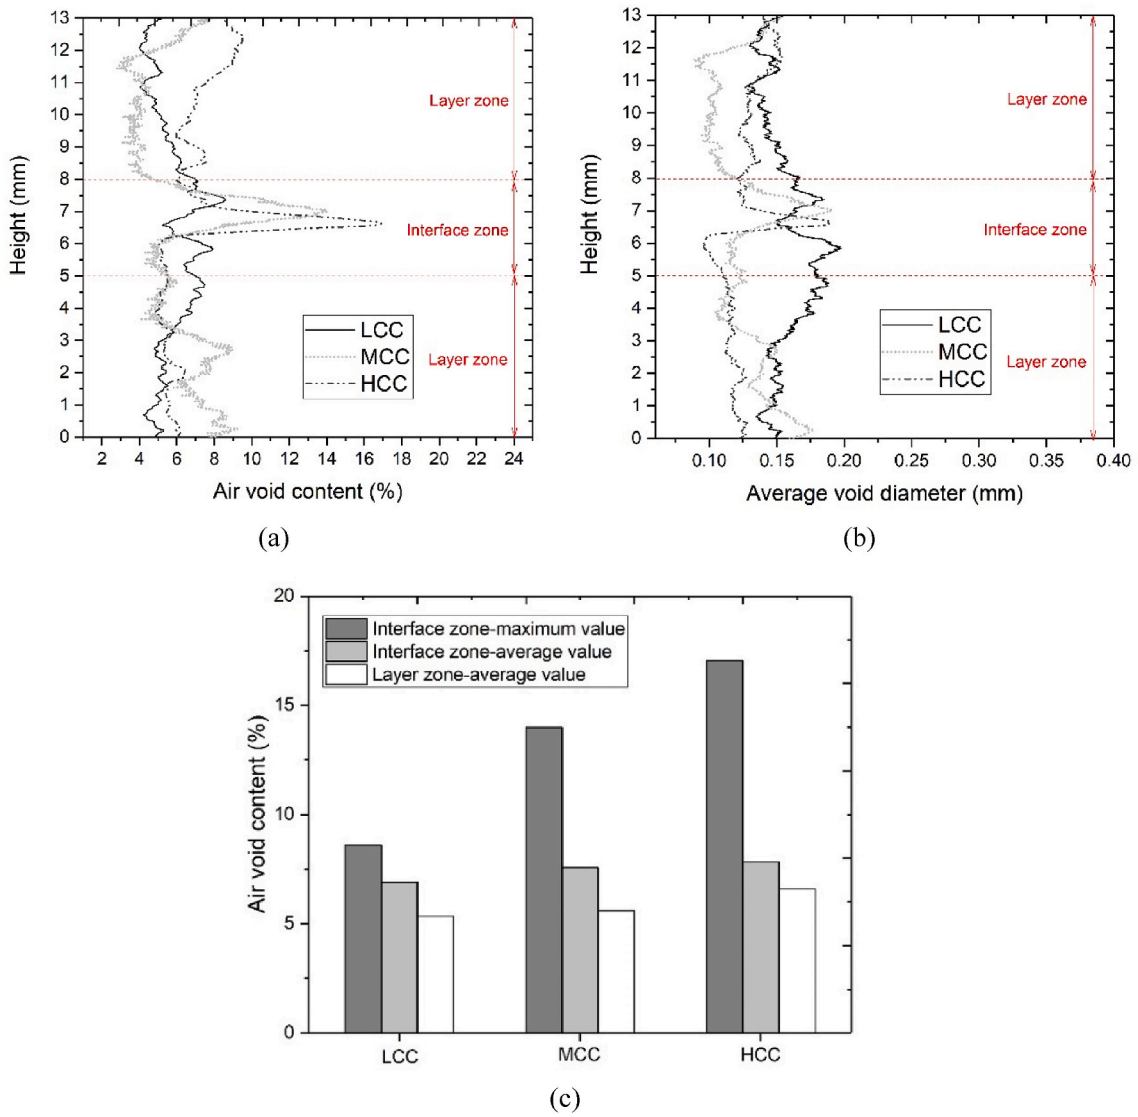 13
12
11
10
9
8
7
6
5
4
3
2
1
0
Height (mm)
Layer zone
Interface zone
Layer zone
LCC
MCC
HCC
2 4 6 8 10 12 14 16 18 20 22 24
Air void content (%)
(a)
13
12
11
10
9
8
7
6
5
4
3
2
1
0
Height (mm)
Layer zone
Interface zone
Layer zone
LCC
MCC
HCC
0.10 0.15 0.20 0.25 0.30 0.35 0.40
Average void diameter (mm)
(b)
20
15
10
5
0
Air void content (%)
Interface zone-maximum value
Interface zone-average value
Layer zone-average value
LCC MCC HCC
(c)